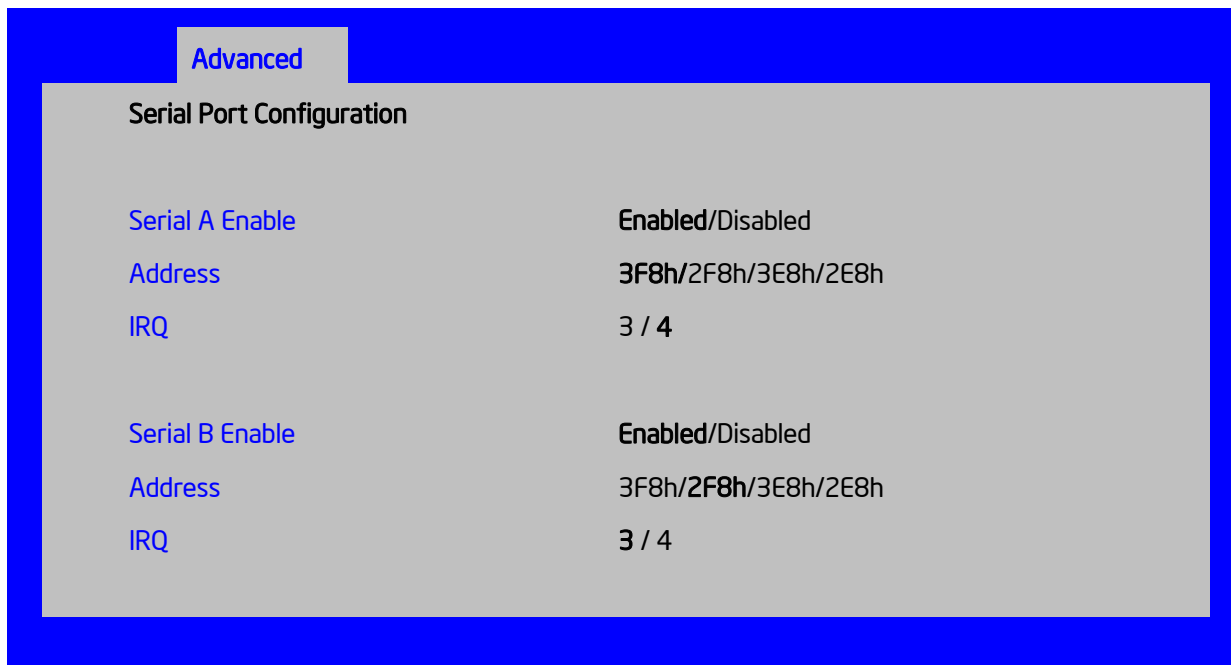 Advanced
Serial Port Configuration
Serial A Enable Enabled/Disabled
Address 3F8h/2F8h/3E8h/2E8h
IRQ 3 / 4
Serial B Enable Enabled/Disabled
Address 3F8h/2F8h/3E8h/2E8h
IRQ 3 / 4